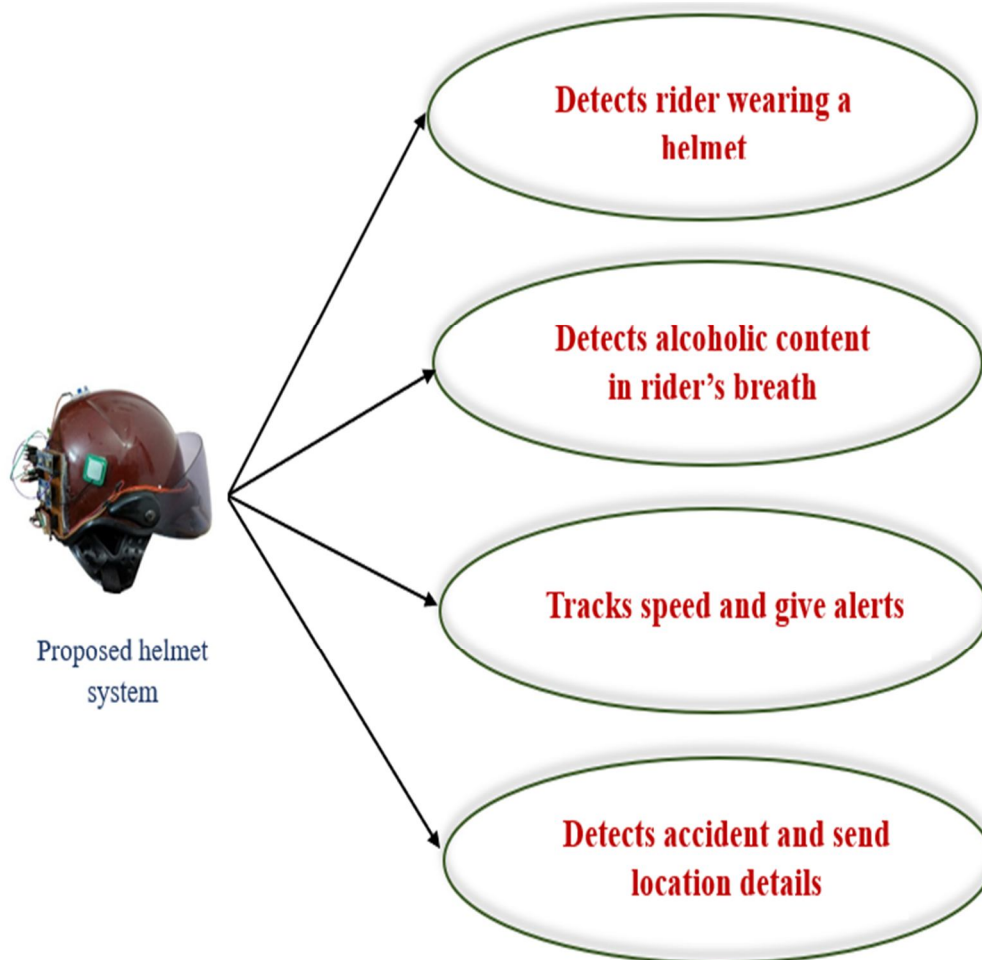 Detects rider wearing a
helmet
Detects alcoholic content
in rider’s breath
Tracks speed and give alerts
Proposed helmet
system
Detects accident and send
location details